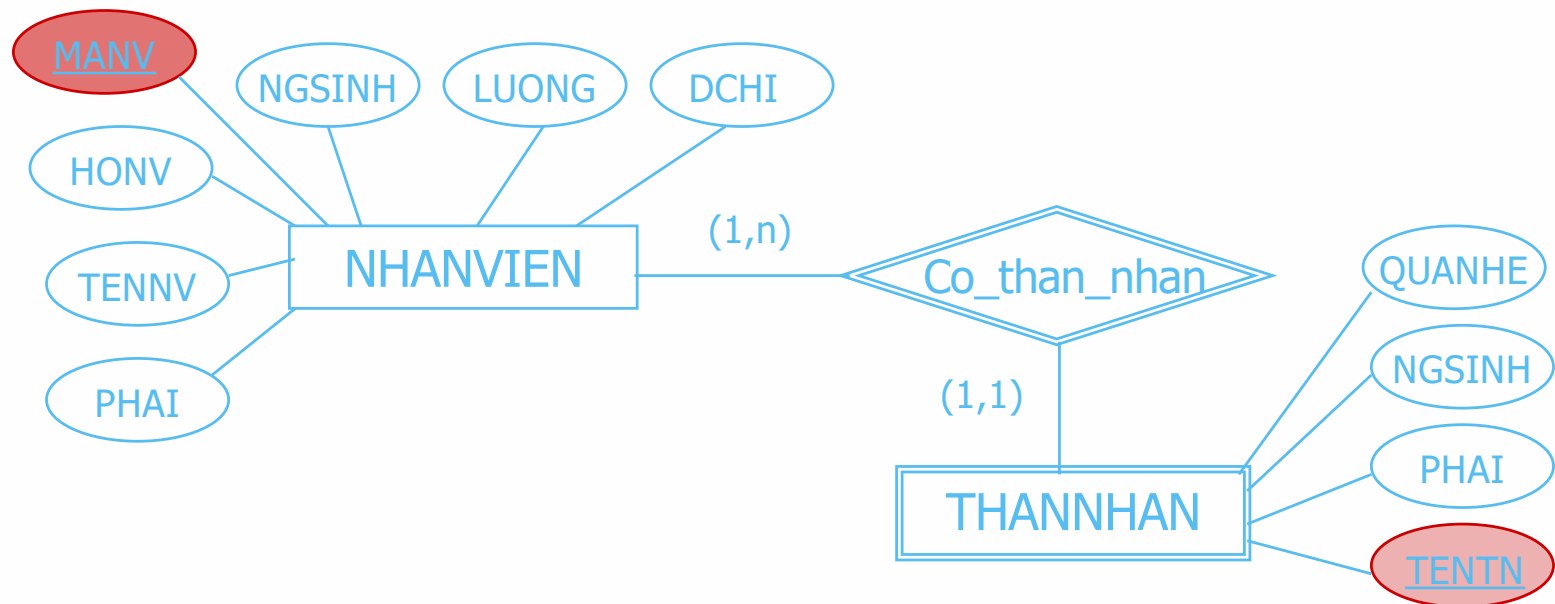 MANV
NGSINH
LUONG
DCHI
HONV
TENNV
PHAI
NHANVIEN
(1,n)
Co_than_nhan
(1,1)
THANNHAN
QUANHE
NGSINH
PHAI
TENTN